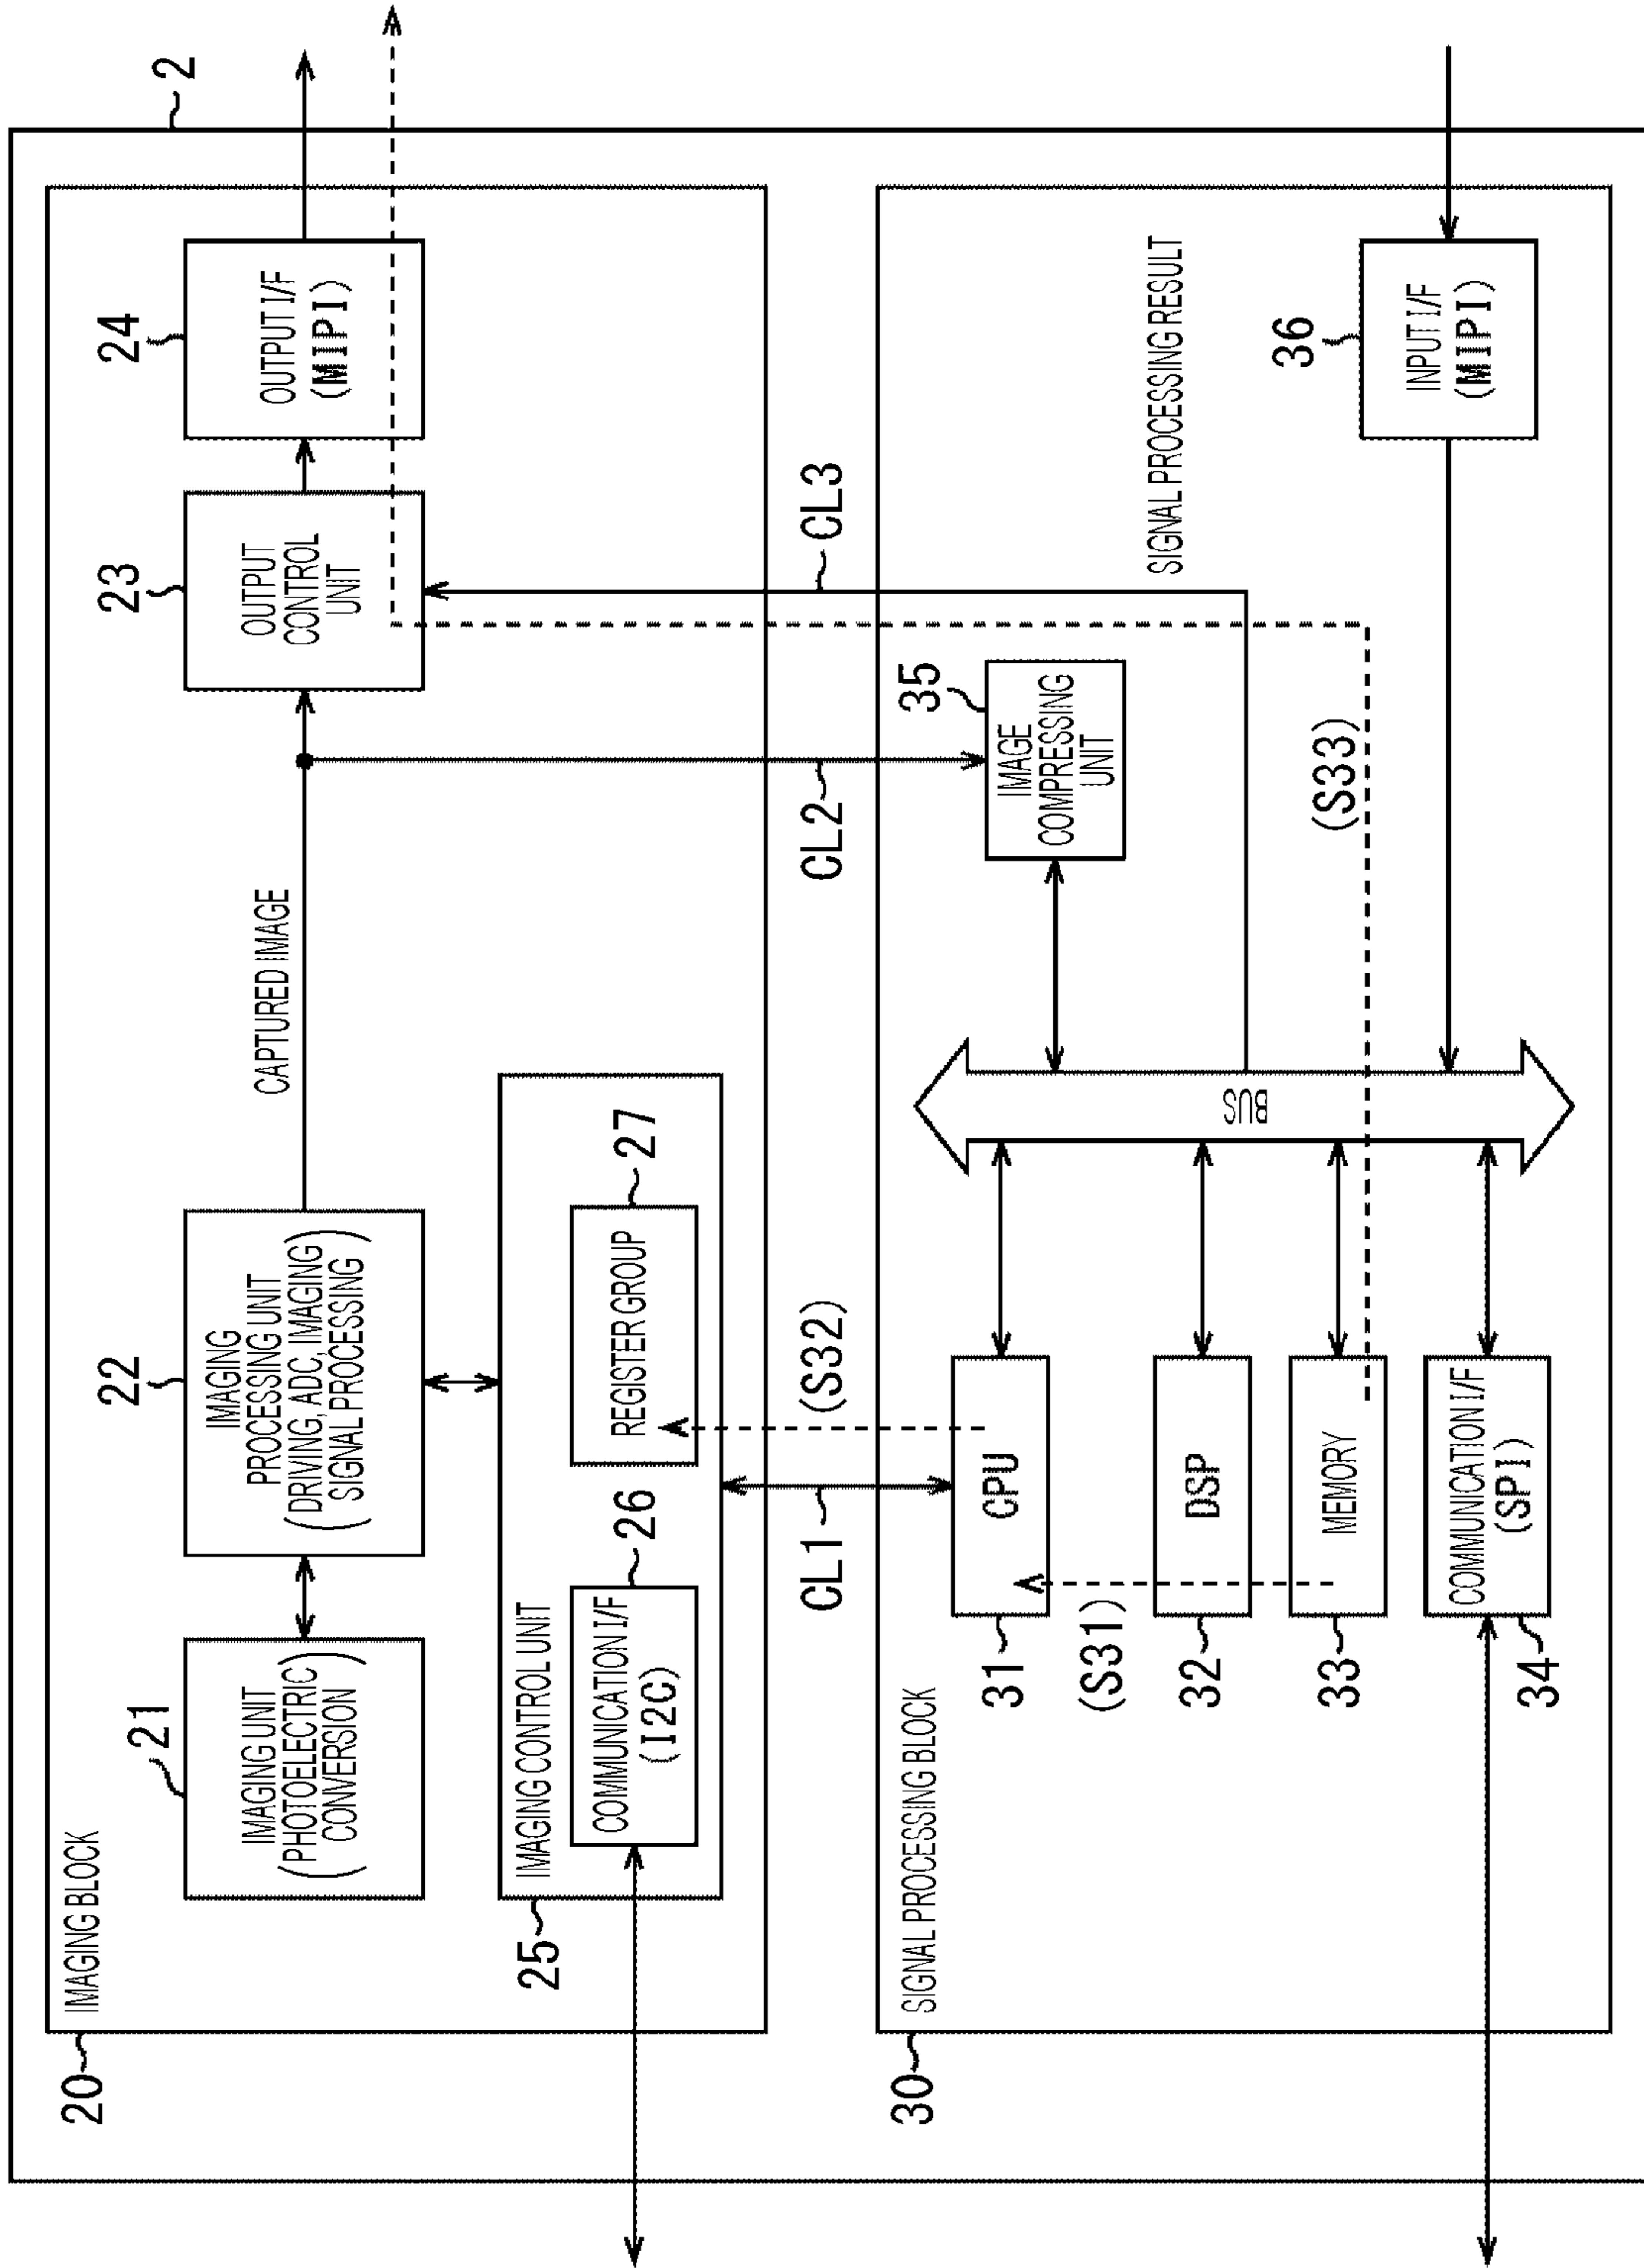 2
20
IMAGING BLOCK
21
IMAGING UNIT
(PHOTOELECTRIC
CONVERSION)
22
IMAGING
PROCESSING UNIT
(DRIVING, ADC, IMAGING
SIGNAL PROCESSING)
CAPTURED IMAGE
23
OUTPUT
CONTROL
UNIT
24
OUTPUT I/F
(MIPI)
25
IMAGING CONTROL UNIT
26
COMMUNICATION I/F
(I2C)
27
REGISTER GROUP
CL1
(S32)
CL2
CL3
30
SIGNAL PROCESSING BLOCK
31
CPU
(S31)
32
DSP
33
MEMORY
34
COMMUNICATION I/F
(SPI)
BUS
35
IMAGE
COMPRESSING
UNIT
(S33)
SIGNAL PROCESSING RESULT
36
INPUT I/F
(MIPI)